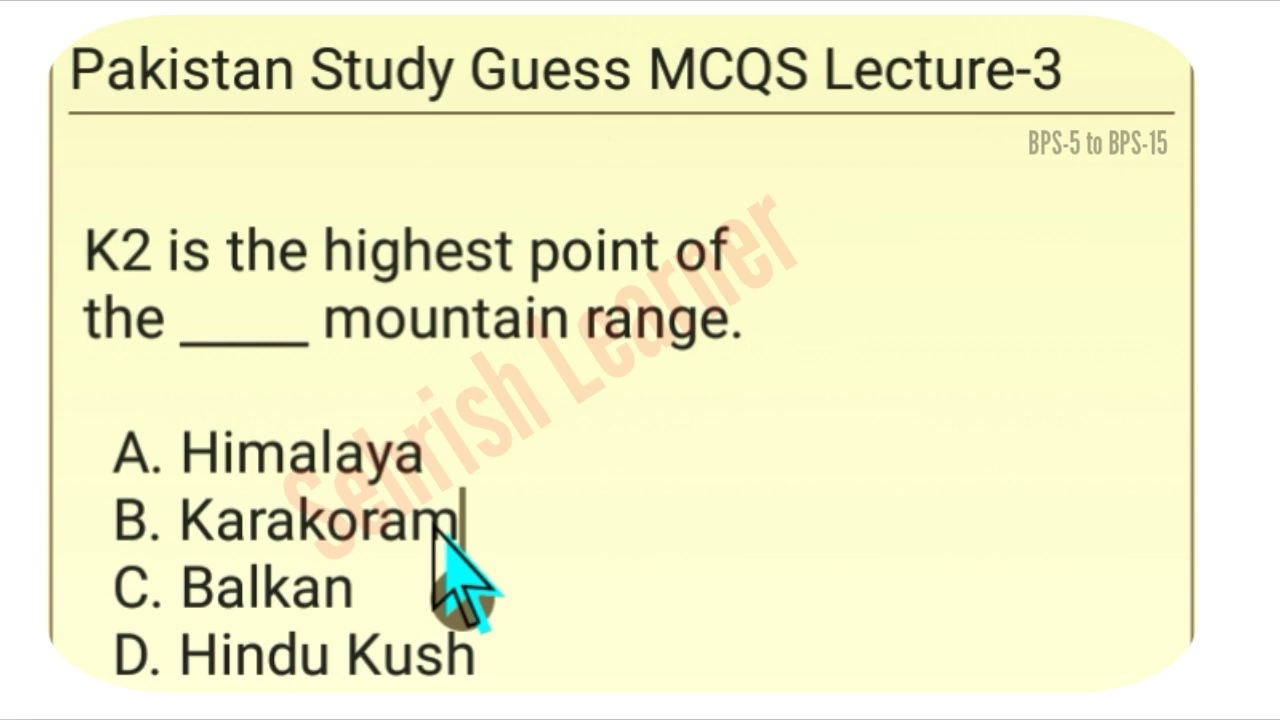 Pakistan Study Guess MCQS Lecture-3
BPS-5 to BPS-15
K2 is the highest point of
the _____ mountain range.
Sehrish Learner
A. Himalaya
B. Karakoram
C. Balkan
D. Hindu Kush